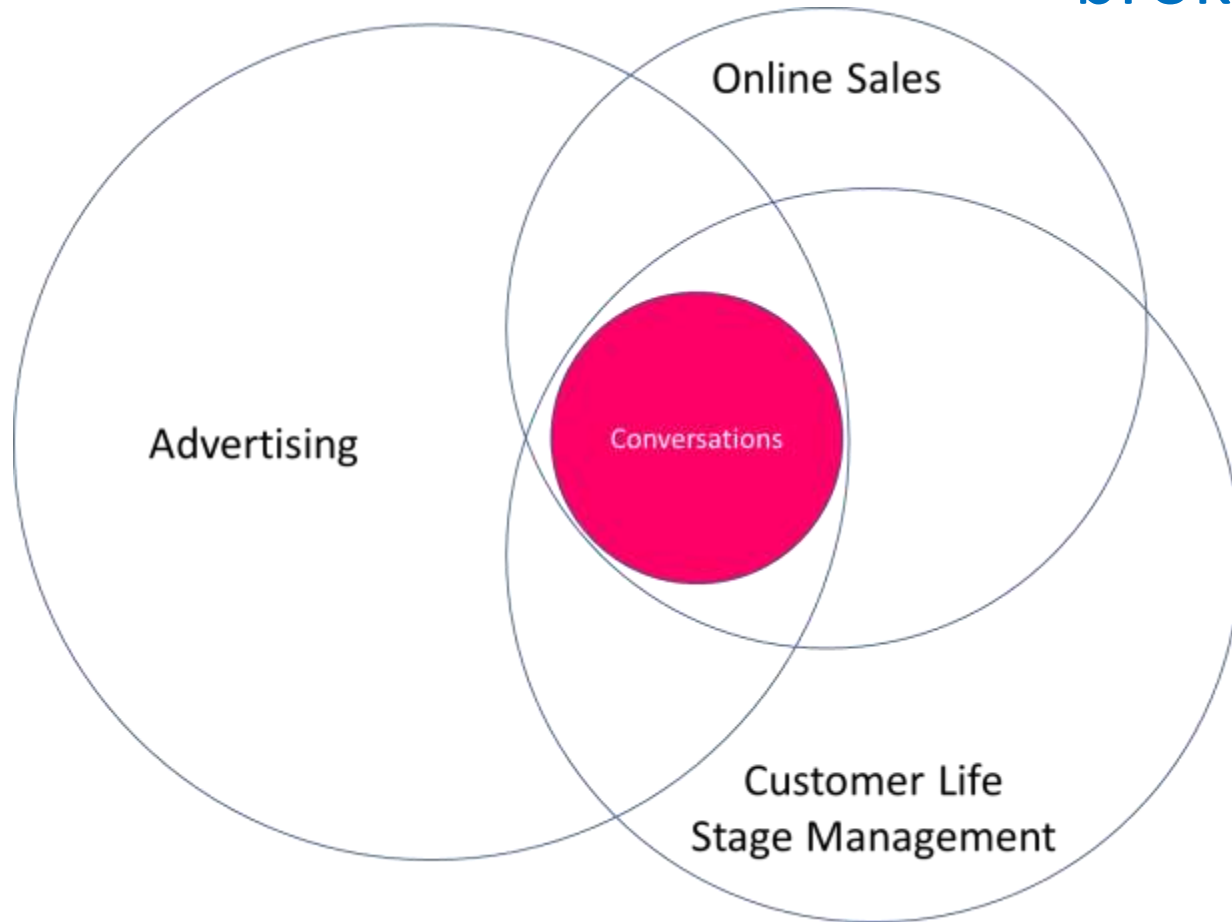 Online Sales
Conversations
Advertising
Customer Life
Stage Management